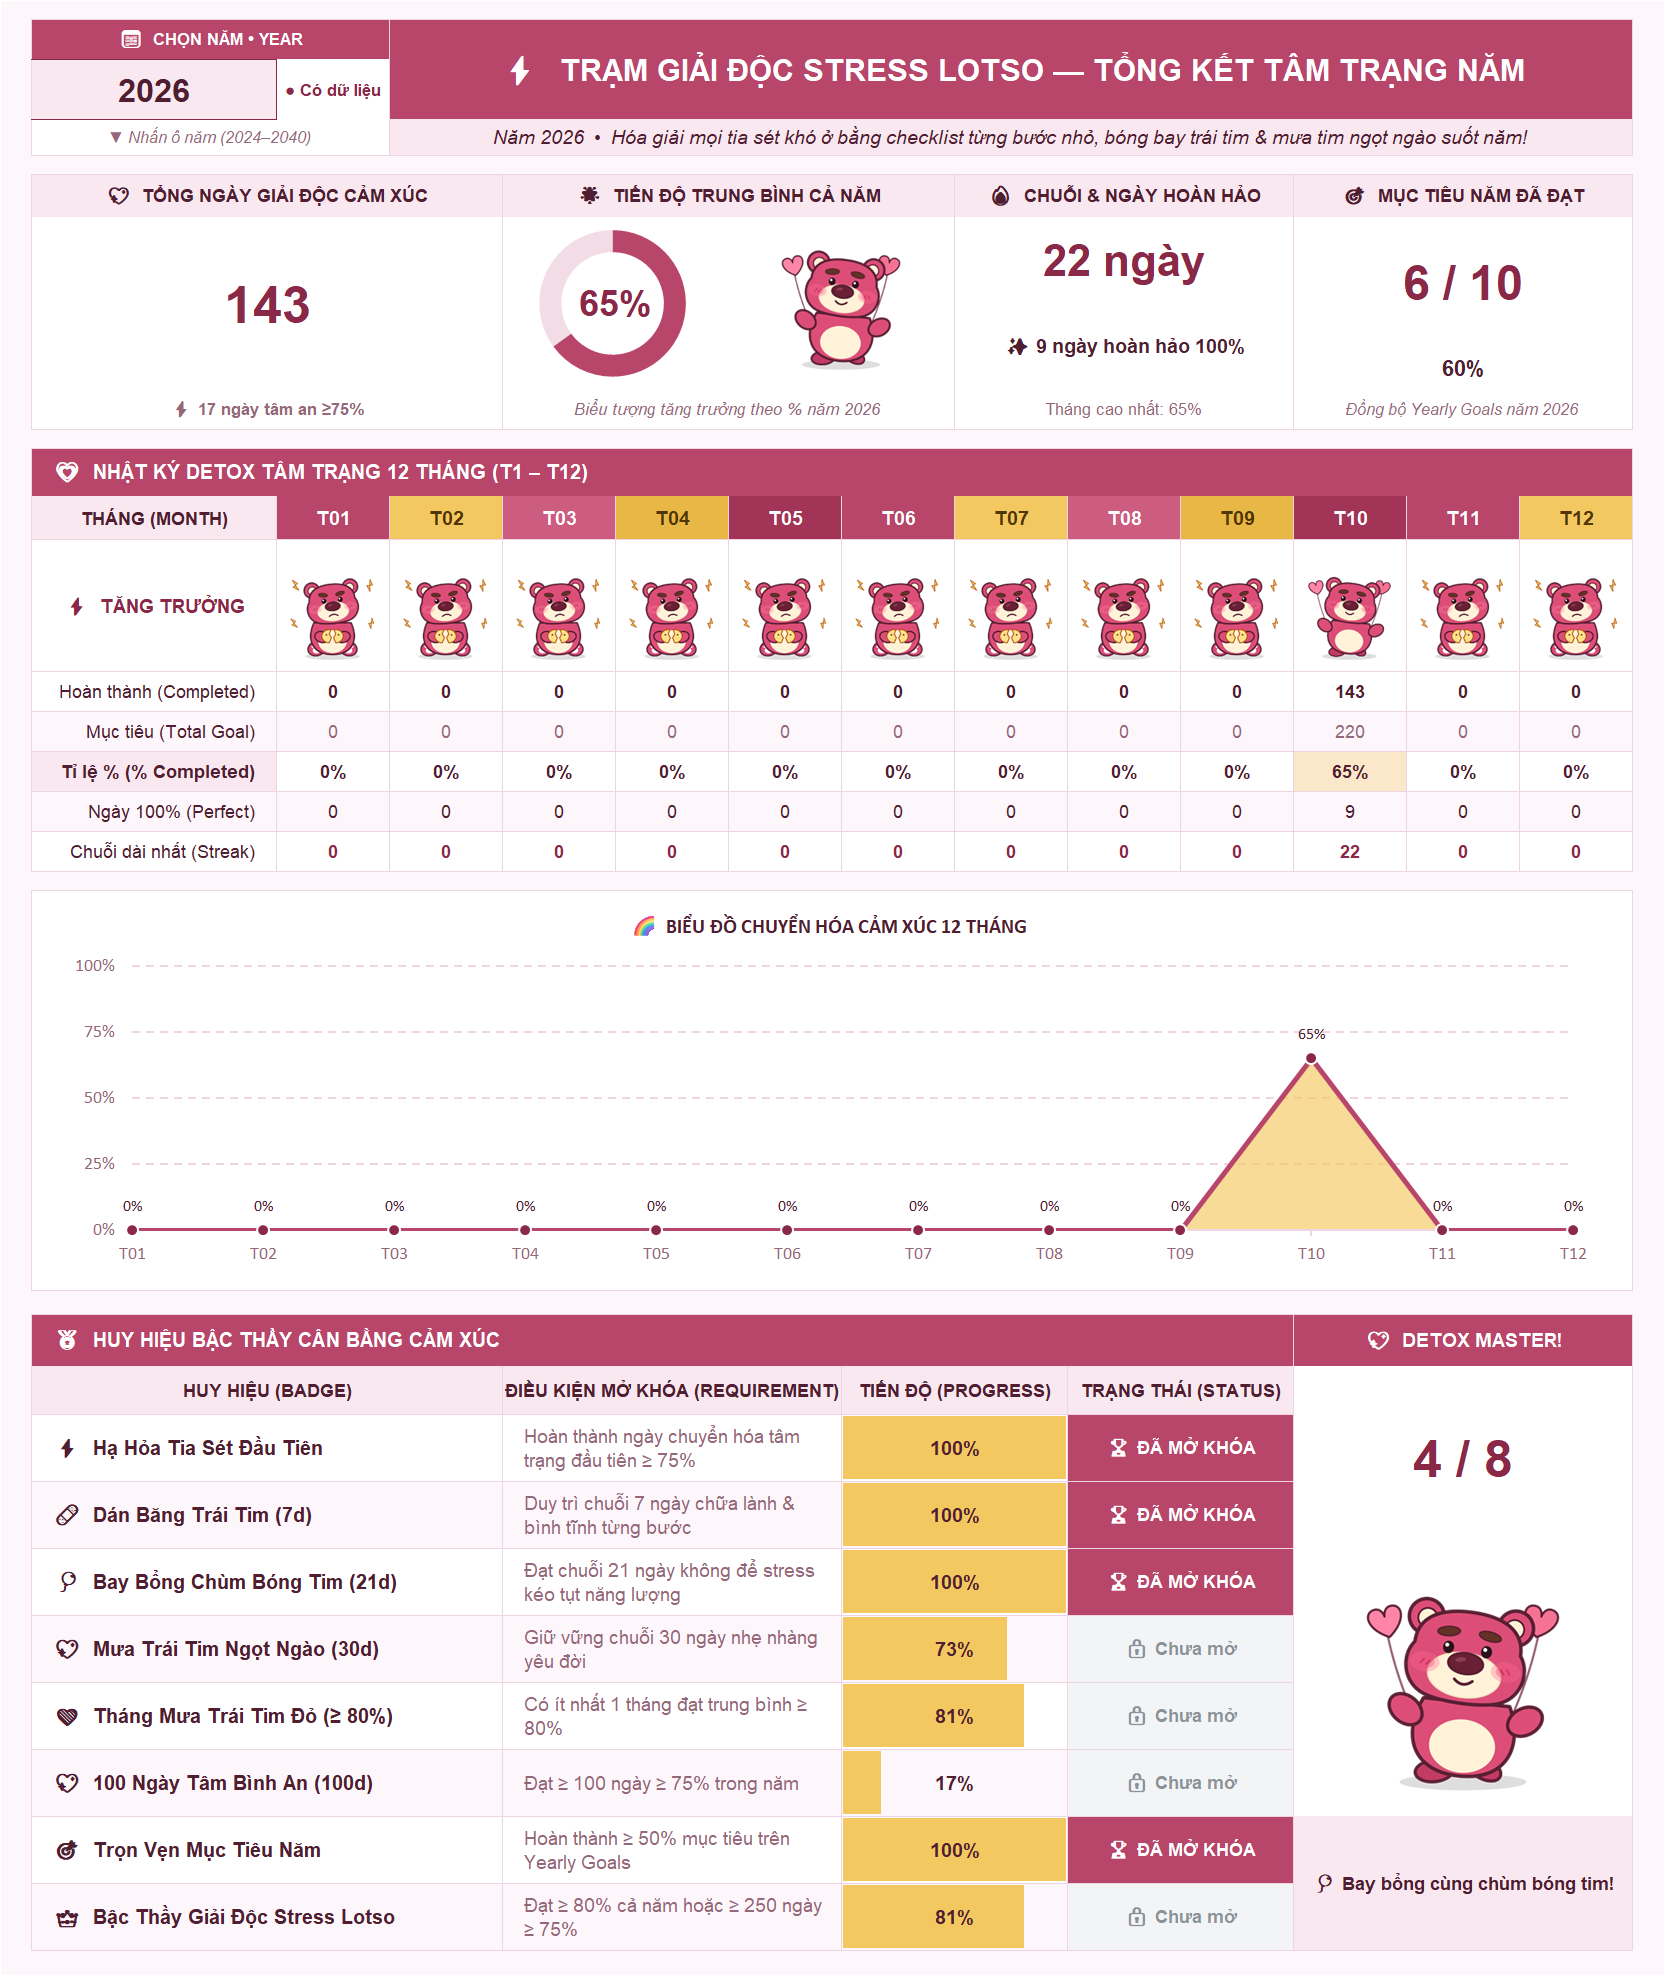 CHỌN NĂM • YEAR
2026
● Có dữ liệu
▼ Nhấn ô năm (2024–2040)
TRẠM GIẢI ĐỘC STRESS LOTSO — TỔNG KẾT TÂM TRẠNG NĂM
Năm 2026 • Hóa giải mọi tia sét khó ở bằng checklist từng bước nhỏ, bóng bay trái tim & mưa tim ngọt ngào suốt năm!
TỔNG NGÀY GIẢI ĐỘC CẢM XÚC
143
17 ngày tâm an ≥75%
TIẾN ĐỘ TRUNG BÌNH CẢ NĂM
65%
Biểu tượng tăng trưởng theo % năm 2026
CHUỖI & NGÀY HOÀN HẢO
22 ngày
9 ngày hoàn hảo 100%
Tháng cao nhất: 65%
MỤC TIÊU NĂM ĐÃ ĐẠT
6 / 10
60%
Đồng bộ Yearly Goals năm 2026
NHẬT KÝ DETOX TÂM TRẠNG 12 THÁNG (T1 – T12)
THÁNG (MONTH) T01 T02 T03 T04 T05 T06 T07 T08 T09 T10 T11 T12
TĂNG TRƯỞNG
Hoàn thành (Completed) 0 0 0 0 0 0 0 0 0 143 0 0
Mục tiêu (Total Goal) 0 0 0 0 0 0 0 0 0 220 0 0
Tỉ lệ % (% Completed) 0% 0% 0% 0% 0% 0% 0% 0% 0% 65% 0% 0%
Ngày 100% (Perfect) 0 0 0 0 0 0 0 0 0 9 0 0
Chuỗi dài nhất (Streak) 0 0 0 0 0 0 0 0 0 22 0 0
BIỂU ĐỒ CHUYỂN HÓA CẢM XÚC 12 THÁNG
100%
75%
65%
50%
25%
0% 0% 0% 0% 0% 0% 0% 0% 0% 0% 0%
0%
T01 T02 T03 T04 T05 T06 T07 T08 T09 T10 T11 T12
HUY HIỆU BẬC THẦY CÂN BẰNG CẢM XÚC
HUY HIỆU (BADGE) ĐIỀU KIỆN MỞ KHÓA (REQUIREMENT) TIẾN ĐỘ (PROGRESS) TRẠNG THÁI (STATUS)
Hạ Hỏa Tia Sét Đầu Tiên
Hoàn thành ngày chuyển hóa tâm
trạng đầu tiên ≥ 75%
100%
ĐÃ MỞ KHÓA
Dán Băng Trái Tim (7d)
Duy trì chuỗi 7 ngày chữa lành &
bình tĩnh từng bước
100%
ĐÃ MỞ KHÓA
Bay Bổng Chùm Bóng Tim (21d)
Đạt chuỗi 21 ngày không để stress
kéo tụt năng lượng
100%
ĐÃ MỞ KHÓA
Mưa Trái Tim Ngọt Ngào (30d)
Giữ vững chuỗi 30 ngày nhẹ nhàng
yêu đời
73%
Chưa mở
Tháng Mưa Trái Tim Đỏ (≥ 80%)
Có ít nhất 1 tháng đạt trung bình ≥
80%
81%
Chưa mở
100 Ngày Tâm Bình An (100d)
Đạt ≥ 100 ngày ≥ 75% trong năm
17%
Chưa mở
Trọn Vẹn Mục Tiêu Năm
Hoàn thành ≥ 50% mục tiêu trên
Yearly Goals
100%
ĐÃ MỞ KHÓA
Bậc Thầy Giải Độc Stress Lotso
Đạt ≥ 80% cả năm hoặc ≥ 250 ngày
≥ 75%
81%
Chưa mở
DETOX MASTER!
4 / 8
Bay bổng cùng chùm bóng tim!